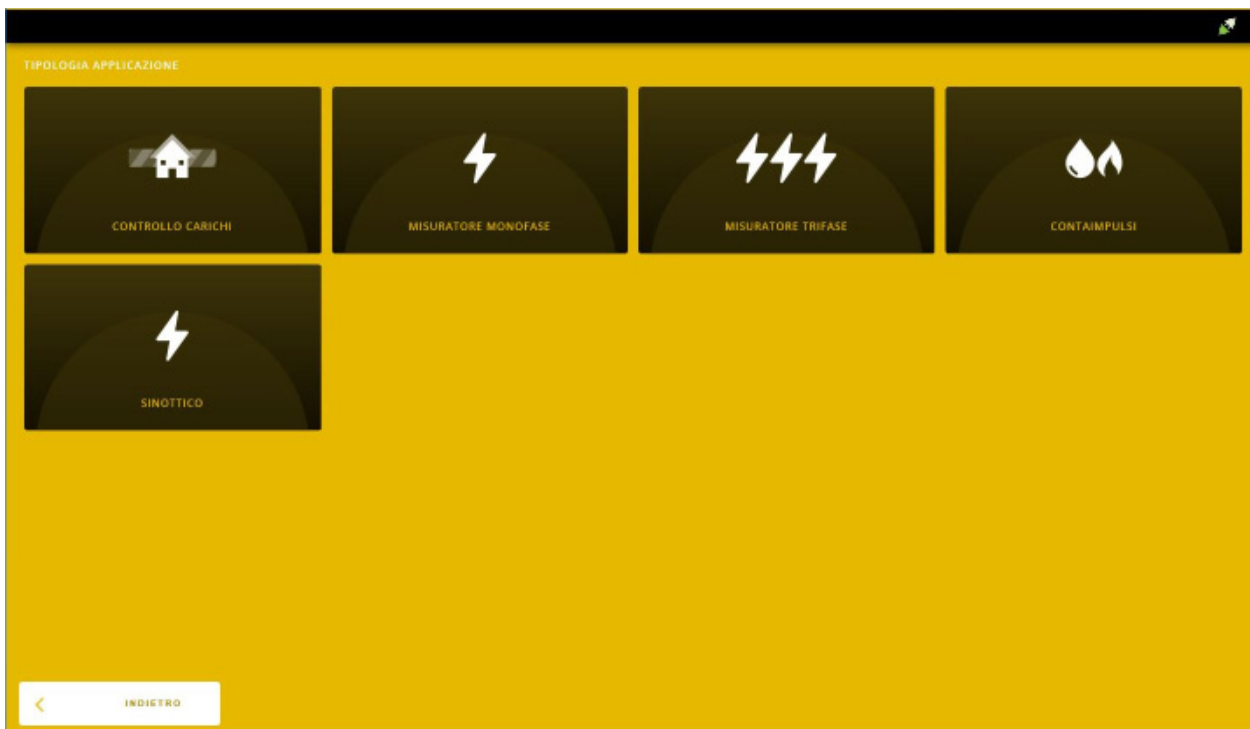 TIPOLOGIA APPLICAZIONE
CONTROLLO CARICHI
MISURATORE MONOFASE
MISURATORE TRIFASE
CONTAIMPULSI
SINOTTICO
INDIETRO